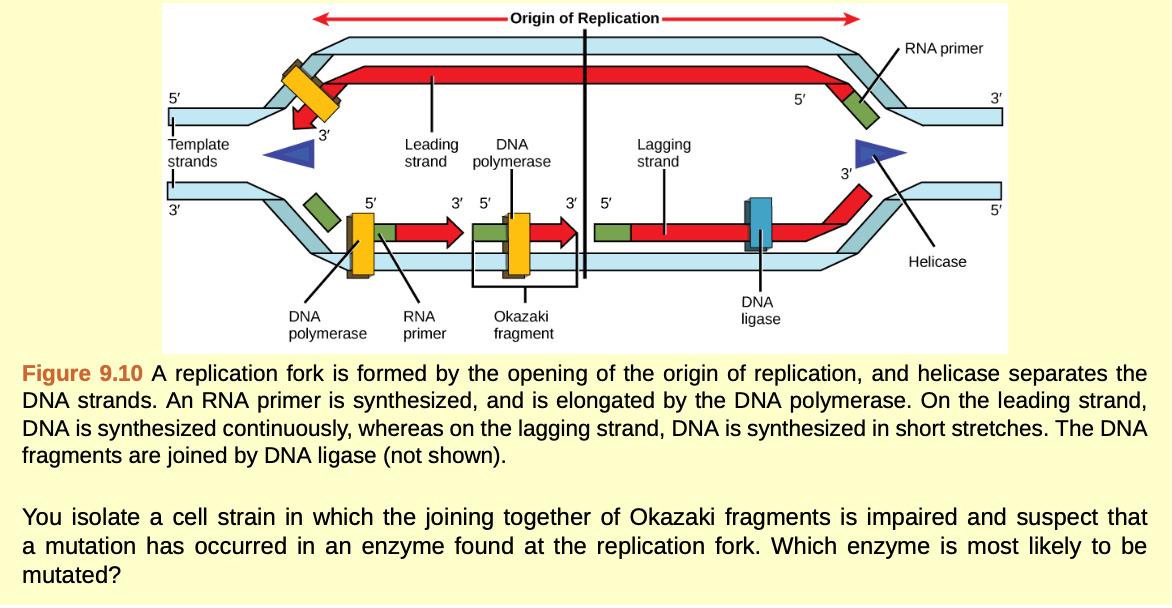 Origin of Replication
RNA primer
5′
5′
3′
3′
Template
strands
Leading
strand
DNA
polymerase
Lagging
strand
3′
3′
5′
3′
5′
3′
5′
5′
Helicase
DNA
polymerase
RNA
primer
Okazaki
fragment
DNA
ligase
Figure 9.10 A replication fork is formed by the opening of the origin of replication, and helicase separates the
DNA strands. An RNA primer is synthesized, and is elongated by the DNA polymerase. On the leading strand,
DNA is synthesized continuously, whereas on the lagging strand, DNA is synthesized in short stretches. The DNA
fragments are joined by DNA ligase (not shown).
You isolate a cell strain in which the joining together of Okazaki fragments is impaired and suspect that
a mutation has occurred in an enzyme found at the replication fork. Which enzyme is most likely to be
mutated?